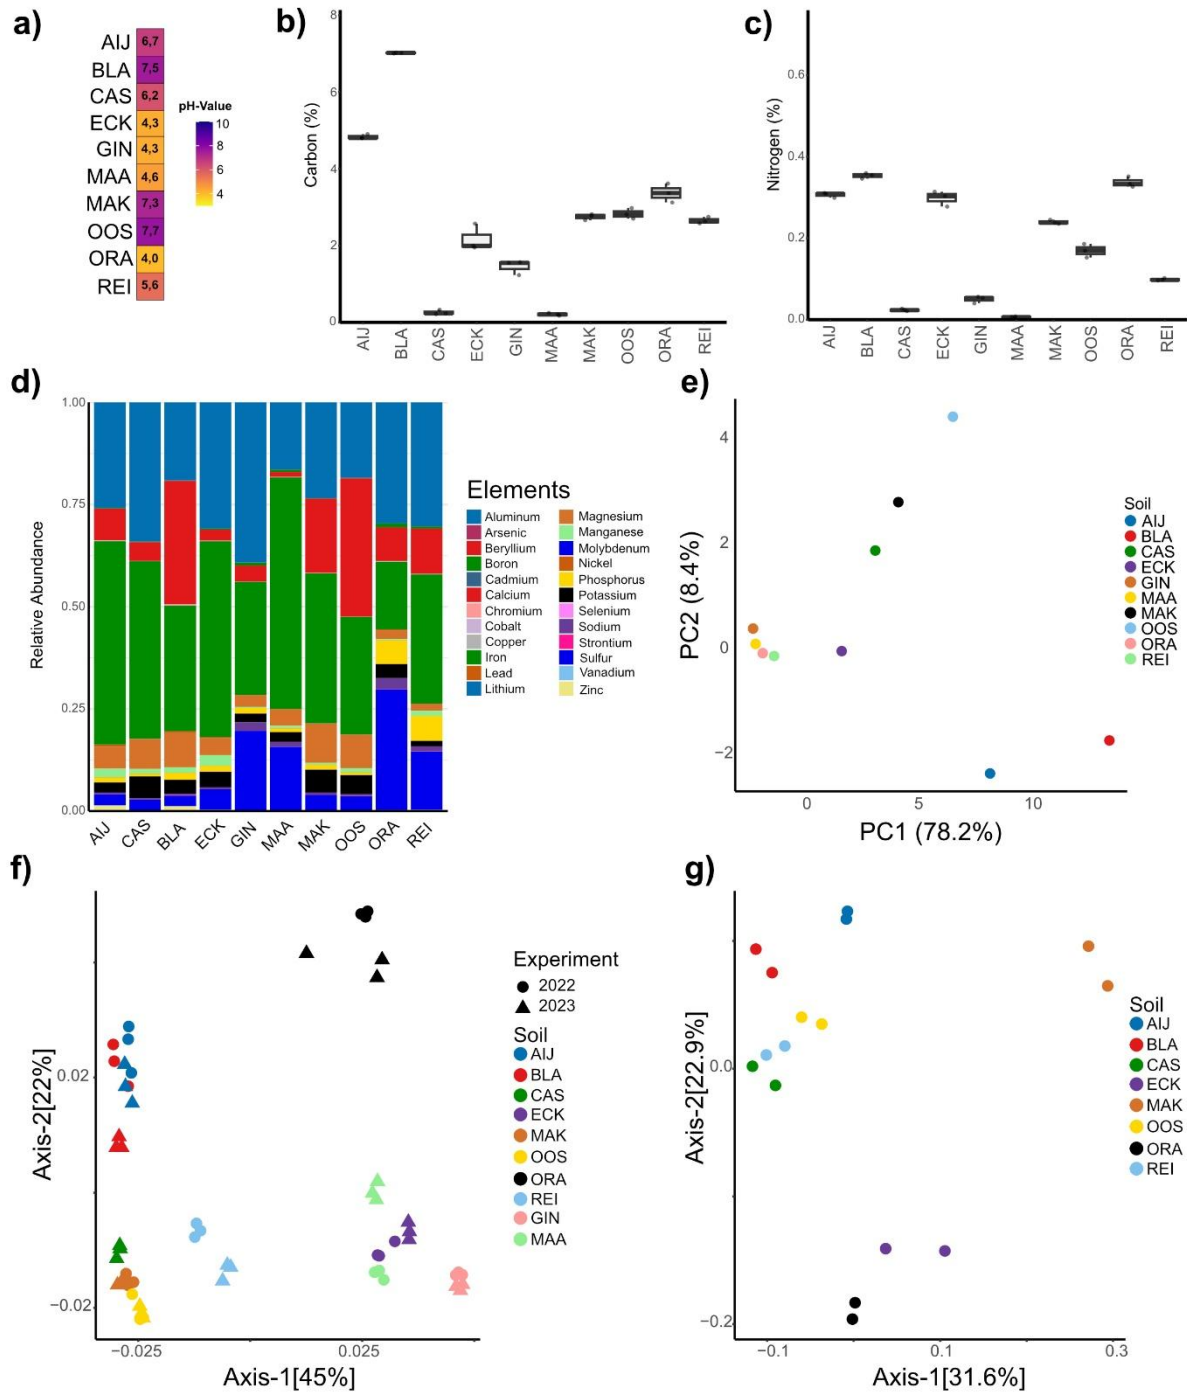 a)
AIJ 6,7
BLA 7,5
CAS 6,2
ECK 4,3
GIN 4,3
MAA 4,6
MAK 7,3
OOS 7,7
ORA 4,0
REI 5,6
pH-Value
10
8
6
4
b)
Carbon (%)
8
6
4
2
0
AIJ BLA CAS ECK GIN MAA MAK OOS ORA REI
c)
Nitrogen (%)
0.6
0.4
0.2
0.0
AIJ BLA CAS ECK GIN MAA MAK OOS ORA REI
d)
Relative Abundance
1.00
0.75
0.50
0.25
0.00
AIJ CAS BLA ECK GIN MAA MAK OOS ORA REI
Elements
Aluminum Magnesium
Arsenic Manganese
Beryllium Molybdenum
Boron Nickel
Cadmium Phosphorus
Calcium Potassium
Chromium Selenium
Cobalt Sodium
Copper Strontium
Iron Sulfur
Lead Vanadium
Lithium Zinc
e)
PC2 (8.4%)
4
2
0
−2
0 5 10
PC1 (78.2%)
Soil
AIJ
BLA
CAS
ECK
GIN
MAA
MAK
OOS
ORA
REI
f)
Axis-2[22%]
0.02
−0.02
−0.025 0.025
Axis-1[45%]
Experiment
2022
2023
Soil
AIJ
BLA
CAS
ECK
MAK
OOS
ORA
REI
GIN
MAA
g)
Axis-2[22.9%]
0.0
−0.2
−0.1 0.1 0.3
Axis-1[31.6%]
Soil
AIJ
BLA
CAS
ECK
MAK
OOS
ORA
REI